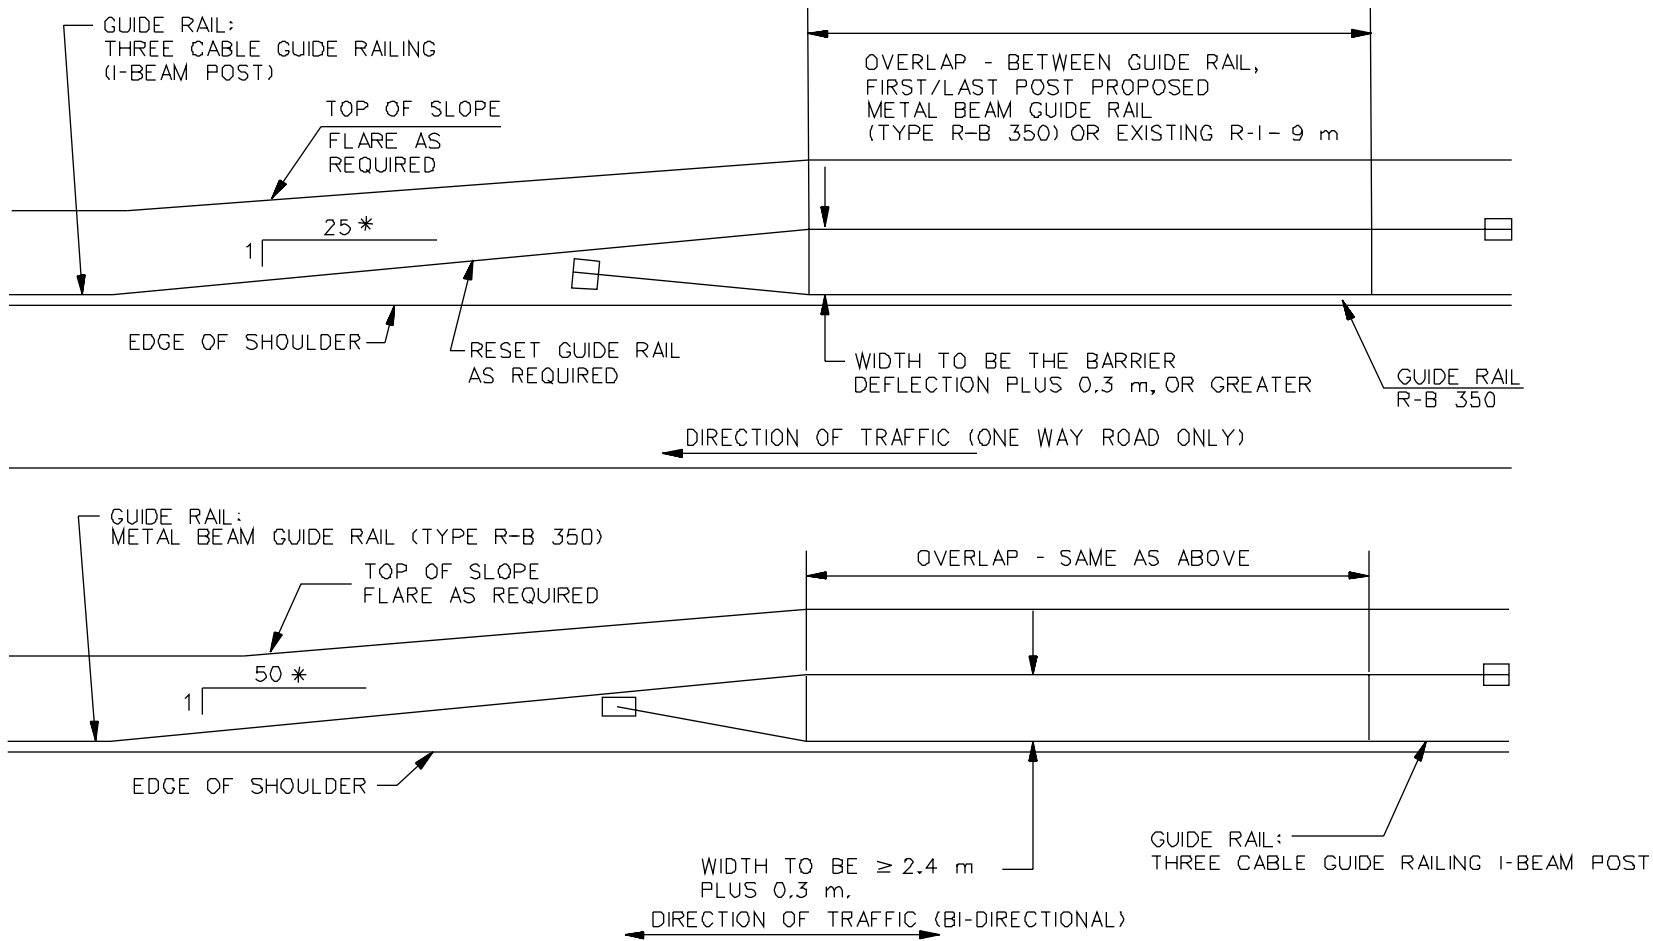 GUIDE RAIL:
THREE CABLE GUIDE RAILING
(I-BEAM POST)
TOP OF SLOPE
FLARE AS
REQUIRED
OVERLAP - BETWEEN GUIDE RAIL,
FIRST/LAST POST PROPOSED
METAL BEAM GUIDE RAIL
(TYPE R-B 350) OR EXISTING R-I- 9 m
25 *
1
EDGE OF SHOULDER
RESET GUIDE RAIL
AS REQUIRED
WIDTH TO BE THE BARRIER
DEFLECTION PLUS 0.3 m, OR GREATER
GUIDE RAIL
R-B 350
DIRECTION OF TRAFFIC (ONE WAY ROAD ONLY)
GUIDE RAIL:
METAL BEAM GUIDE RAIL (TYPE R-B 350)
TOP OF SLOPE
FLARE AS REQUIRED
OVERLAP - SAME AS ABOVE
50 *
1
EDGE OF SHOULDER
GUIDE RAIL:
THREE CABLE GUIDE RAILING I-BEAM POST
WIDTH TO BE ≥ 2.4 m
PLUS 0.3 m.
DIRECTION OF TRAFFIC (BI-DIRECTIONAL)